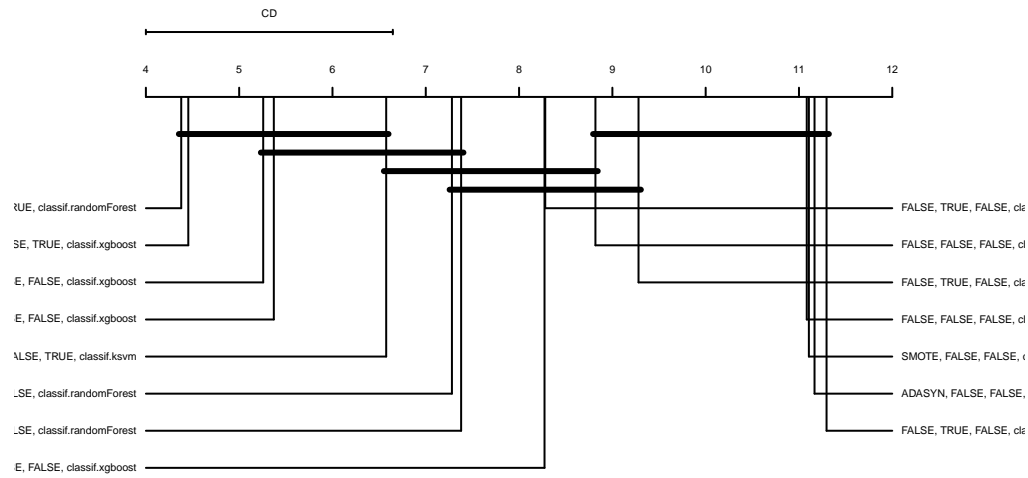 CD
4 5 6 7 8 9 10 11 12
RUE, classif.randomForest
SE, TRUE, classif.xgboost
E, FALSE, classif.xgboost
E, FALSE, classif.xgboost
ALSE, TRUE, classif.ksvm
LSE, classif.randomForest
LSE, classif.randomForest
E, FALSE, classif.xgboost
FALSE, TRUE, FALSE, cla
FALSE, FALSE, FALSE, cl
FALSE, TRUE, FALSE, cla
FALSE, FALSE, FALSE, cl
SMOTE, FALSE, FALSE, c
ADASYN, FALSE, FALSE,
FALSE, TRUE, FALSE, cla